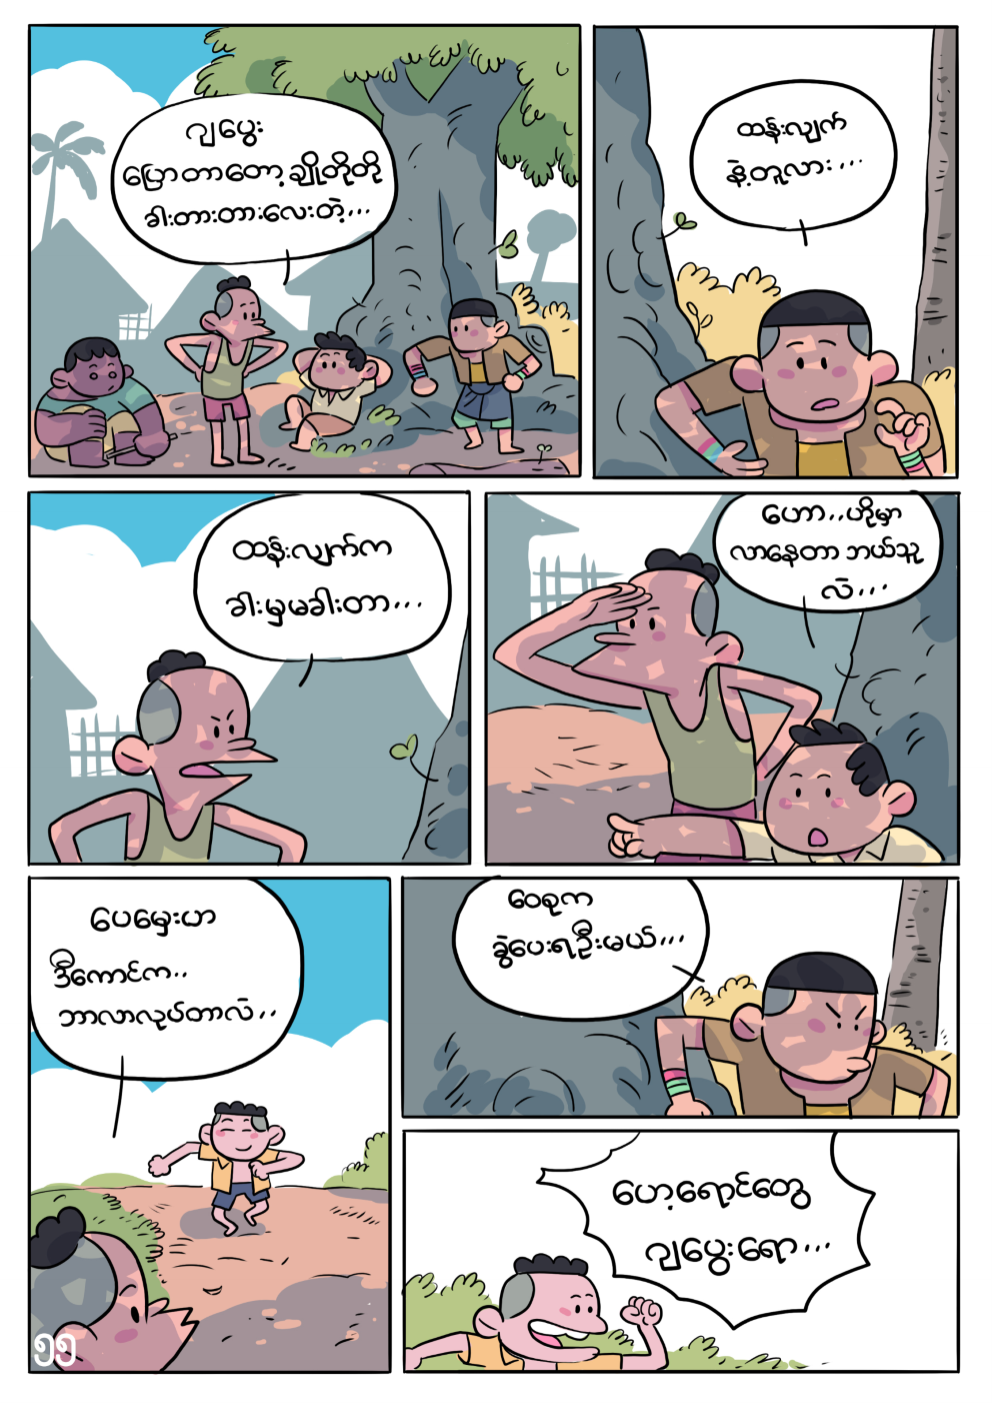 ဂျပွေး
ပြောတာတော့ ချိုတိုတို
ခါးတားတားလေးတဲ့...
ထန်းလျက်
နဲ့တူလား...
ထန်းလျက်က
ခါးမှမခါးတာ...
ဟော..ဟိုမှာ
လာနေတာ ဘယ်သူ
လဲ...
ပေမှေးဟ
ဒီကောင်က..
ဘာလာလုပ်တာလဲ..
ဝေစုက
ခွဲပေးရဦးမယ်...
ဟေ့ရောင်တွေ
ဂျပွေးရော...
၅၅